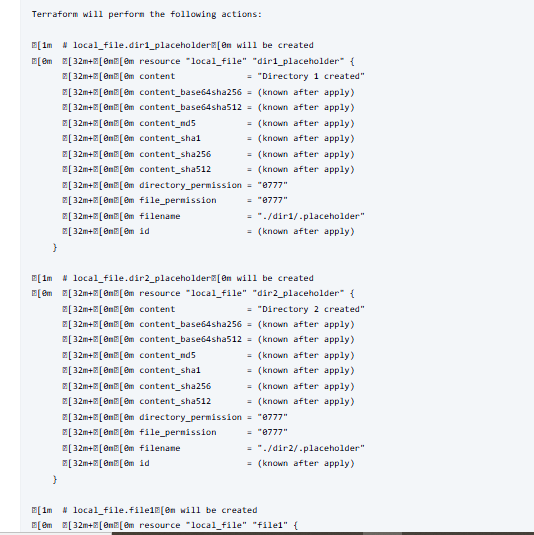 Terraform will perform the following actions:
␛[1m  # local_file.dir1_placeholder␛[0m will be created
␛[0m  ␛[32m+␛[0m␛[0m resource "local_file" "dir1_placeholder" {
␛[32m+␛[0m␛[0m content              = "Directory 1 created"
␛[32m+␛[0m␛[0m content_base64sha256 = (known after apply)
␛[32m+␛[0m␛[0m content_base64sha512 = (known after apply)
␛[32m+␛[0m␛[0m content_md5          = (known after apply)
␛[32m+␛[0m␛[0m content_sha1         = (known after apply)
␛[32m+␛[0m␛[0m content_sha256       = (known after apply)
␛[32m+␛[0m␛[0m content_sha512       = (known after apply)
␛[32m+␛[0m␛[0m directory_permission = "0777"
␛[32m+␛[0m␛[0m file_permission      = "0777"
␛[32m+␛[0m␛[0m filename             = "./dir1/.placeholder"
␛[32m+␛[0m␛[0m id                   = (known after apply)
}
␛[1m  # local_file.dir2_placeholder␛[0m will be created
␛[0m  ␛[32m+␛[0m␛[0m resource "local_file" "dir2_placeholder" {
␛[32m+␛[0m␛[0m content              = "Directory 2 created"
␛[32m+␛[0m␛[0m content_base64sha256 = (known after apply)
␛[32m+␛[0m␛[0m content_base64sha512 = (known after apply)
␛[32m+␛[0m␛[0m content_md5          = (known after apply)
␛[32m+␛[0m␛[0m content_sha1         = (known after apply)
␛[32m+␛[0m␛[0m content_sha256       = (known after apply)
␛[32m+␛[0m␛[0m content_sha512       = (known after apply)
␛[32m+␛[0m␛[0m directory_permission = "0777"
␛[32m+␛[0m␛[0m file_permission      = "0777"
␛[32m+␛[0m␛[0m filename             = "./dir2/.placeholder"
␛[32m+␛[0m␛[0m id                   = (known after apply)
}
␛[1m  # local_file.file1␛[0m will be created
␛[0m  ␛[32m+␛[0m␛[0m resource "local_file" "file1" {